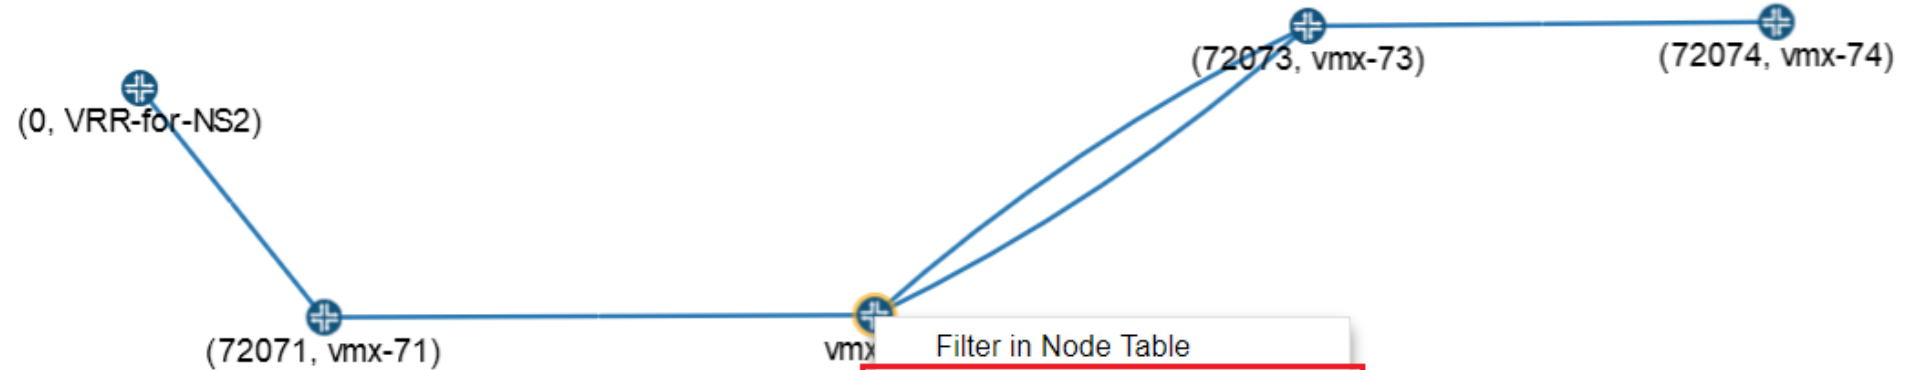 (72073, vmx-73)
(72074, vmx-74)
(0, VRR-for-NS2)
(72071, vmx-71)
vmx
Filter in Node Table